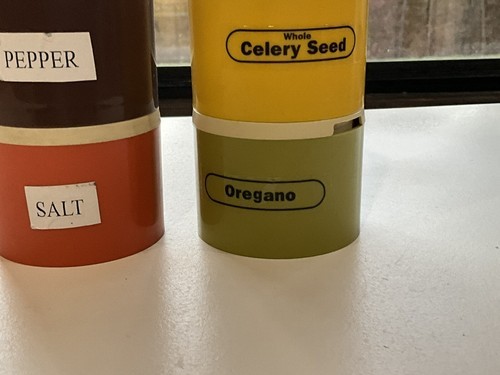 PEPPER
SALT
Whole
Celery Seed
Oregano